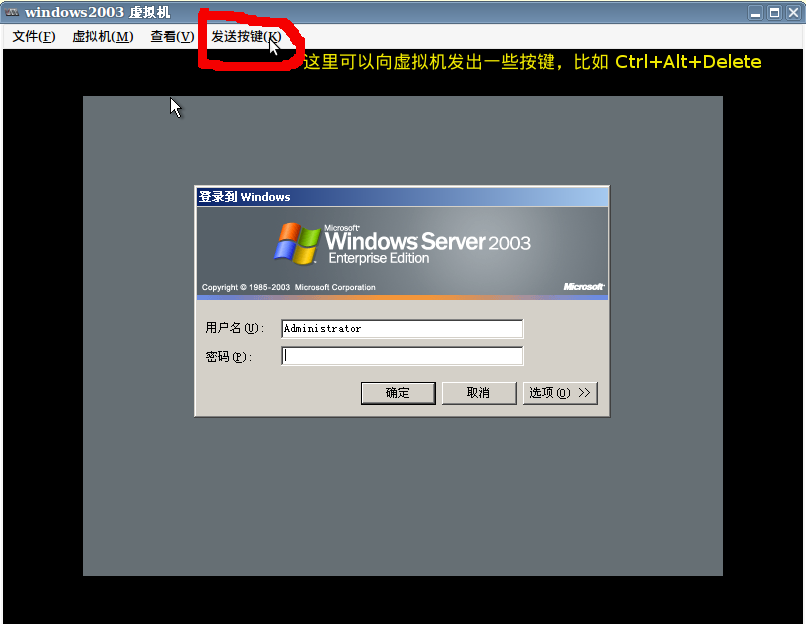 windows2003 虚拟机
文件(F) 虚拟机(M) 查看(V) 发送按键(K)
这里可以向虚拟机发出一些按键，比如 Ctrl+Alt+Delete
登录到 Windows
Microsoft
Windows Server 2003
Enterprise Edition
Copyright © 1985-2003 Microsoft Corporation Microsoft
用户名(U): Administrator
密码(P):
确定 取消 选项(O) >>